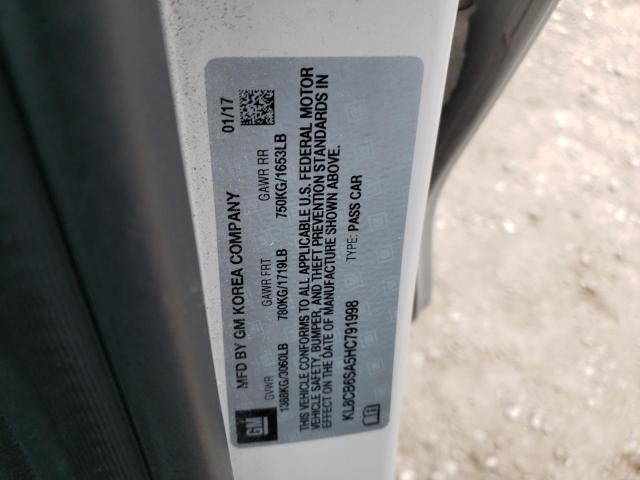 MFD BY GM KOREA COMPANY 01/17
GVWR GAWR FRT GAWR RR
1388KG/3060LB 780KG/1719LB 750KG/1653LB
THIS VEHICLE CONFORMS TO ALL APPLICABLE U.S. FEDERAL MOTOR
VEHICLE SAFETY, BUMPER, AND THEFT PREVENTION STANDARDS IN
EFFECT ON THE DATE OF MANUFACTURE SHOWN ABOVE.
KL8CB6SA5HC791998 TYPE: PASS CAR
GM